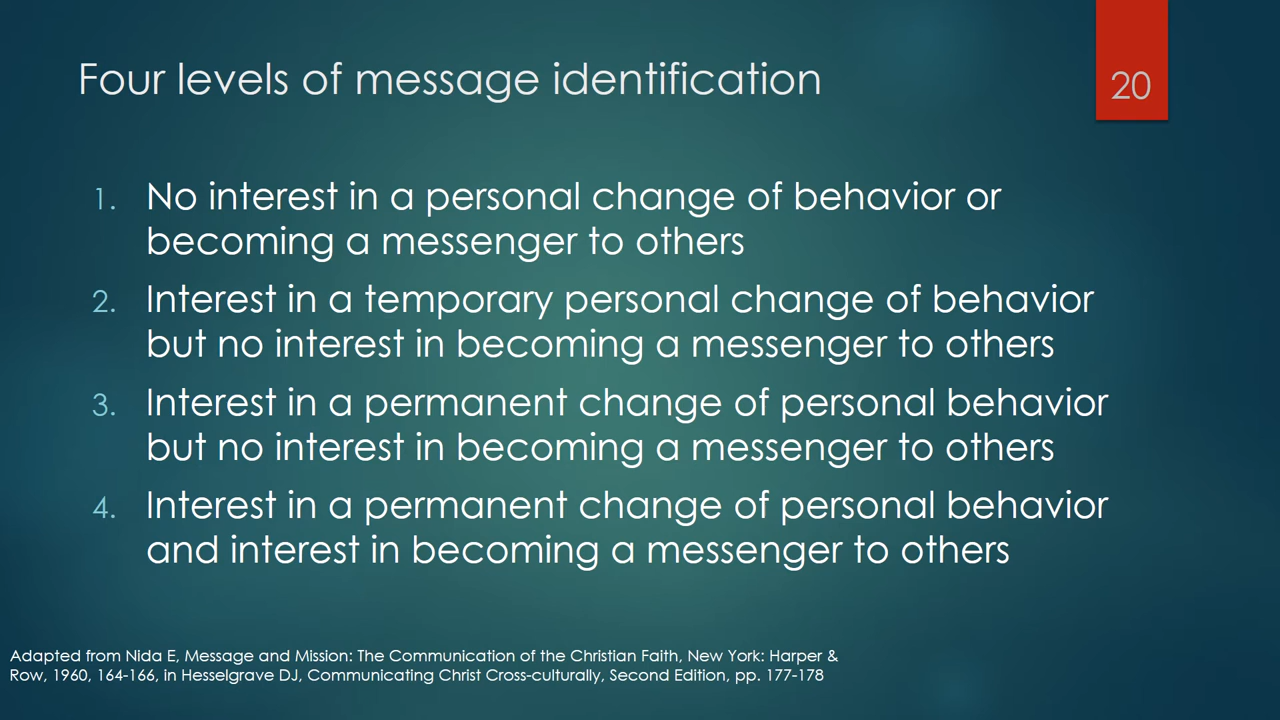 Four levels of message identification
20
1. No interest in a personal change of behavior or
becoming a messenger to others
2. Interest in a temporary personal change of behavior
but no interest in becoming a messenger to others
3. Interest in a permanent change of personal behavior
but no interest in becoming a messenger to others
4. Interest in a permanent change of personal behavior
and interest in becoming a messenger to others
Adapted from Nida E, Message and Mission: The Communication of the Christian Faith, New York: Harper &
Row, 1960, 164-166, in Hesselgrave DJ, Communicating Christ Cross-culturally, Second Edition, pp. 177-178